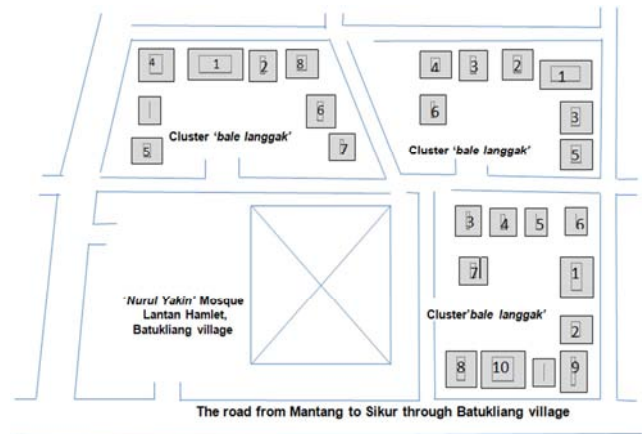 4 1 2 8
6
5
7
Cluster 'bale langgak'
4 3 2 1
6 3
5
Cluster 'bale langgak'
3 4 5 6
7 1
Cluster'bale langgak'
2
8 10 9
'Nurul Yakin' Mosque
Lantan Hamlet,
Batukliang village
The road from Mantang to Sikur through Batukliang village